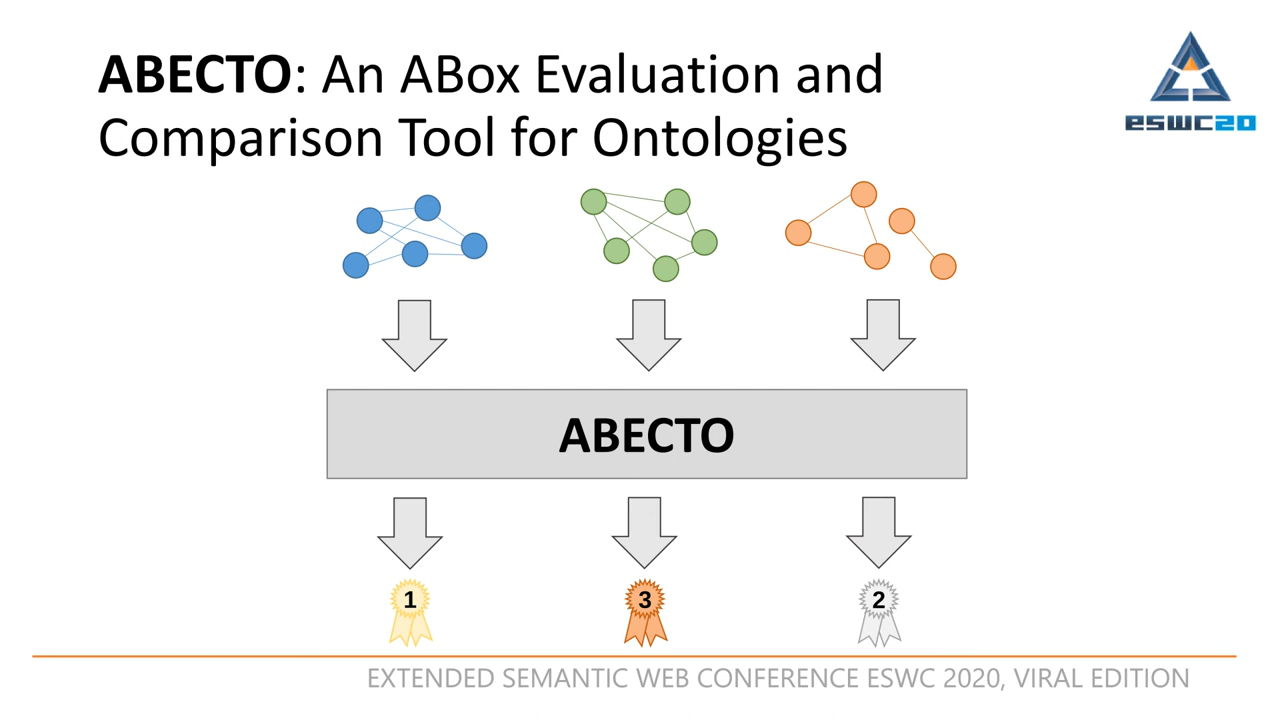 ABECTO: An ABox Evaluation and
Comparison Tool for Ontologies
eswc20
ABECTO
1
3
2
EXTENDED SEMANTIC WEB CONFERENCE ESWC 2020, VIRAL EDITION